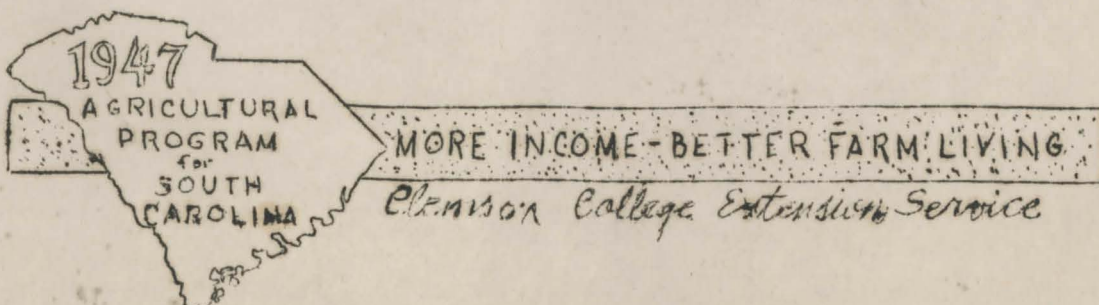 1947
AGRICULTURAL
PROGRAM
for
SOUTH
CAROLINA
MORE INCOME-BETTER FARM LIVING
Clemson College Extension Service